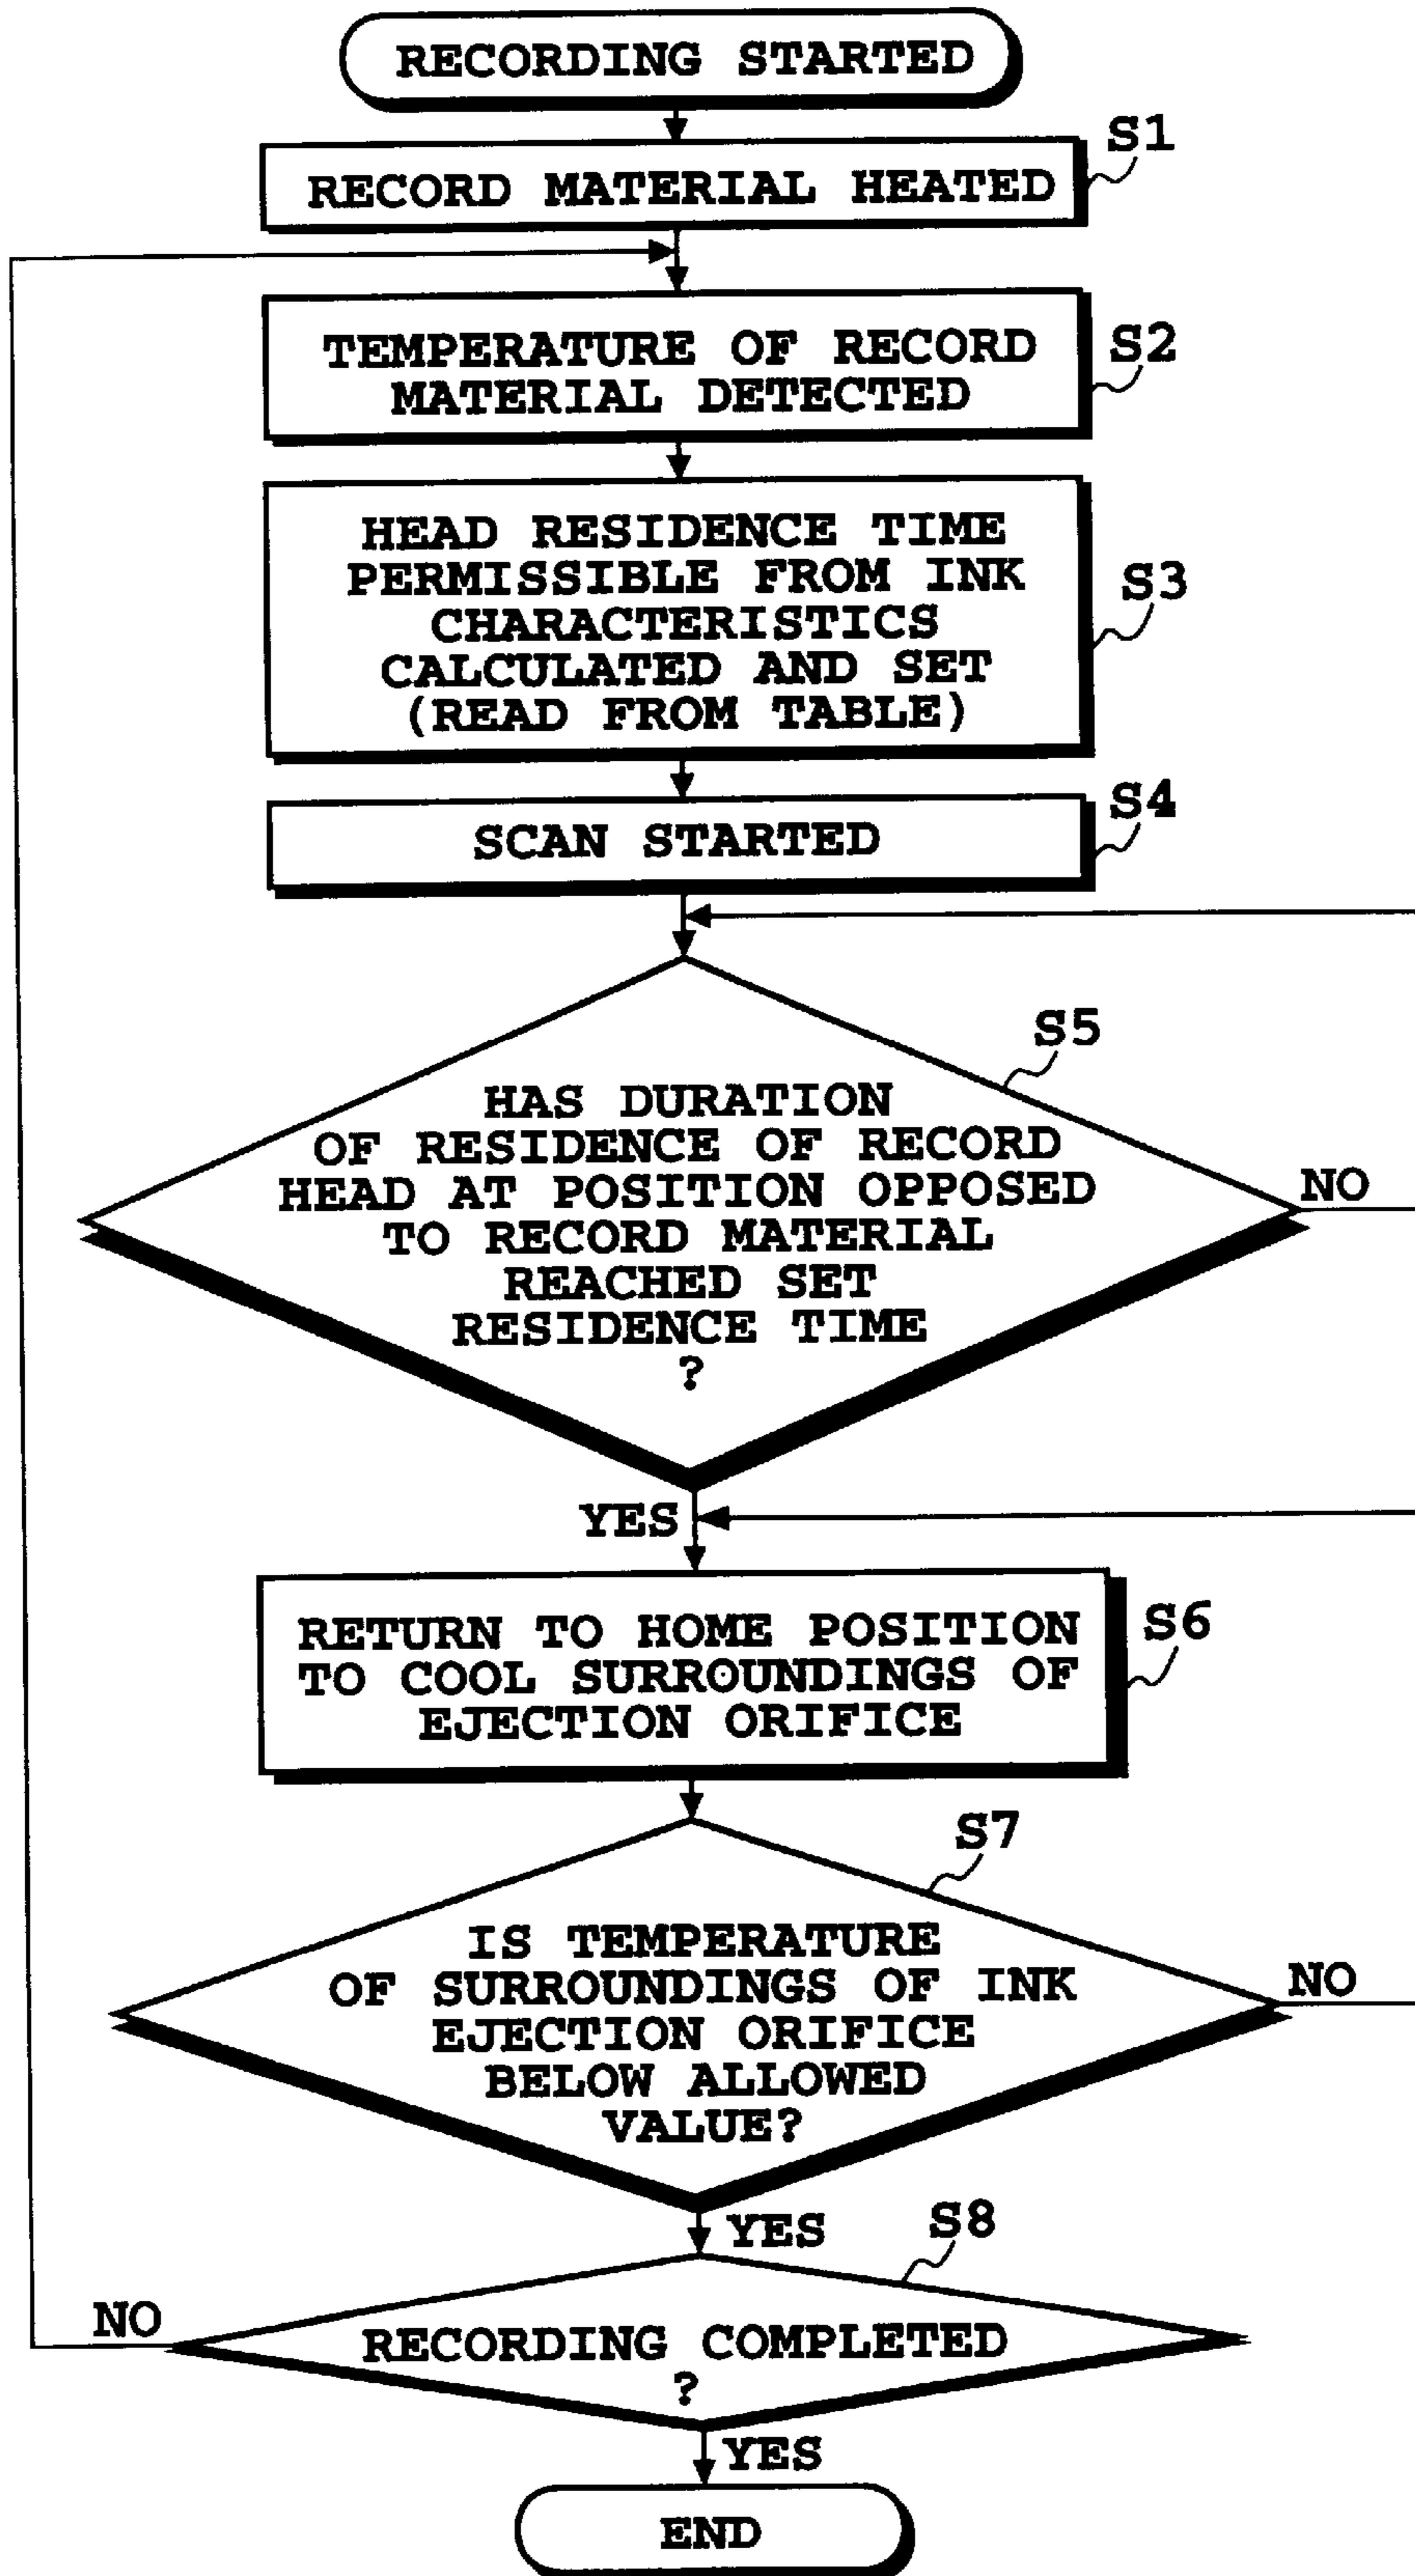 RECORDING STARTED
S1
RECORD MATERIAL HEATED
S2
TEMPERATURE OF RECORD
MATERIAL DETECTED
S3
HEAD RESIDENCE TIME
PERMISSIBLE FROM INK
CHARACTERISTICS
CALCULATED AND SET
(READ FROM TABLE)
S4
SCAN STARTED
S5
HAS DURATION
OF RESIDENCE OF RECORD
HEAD AT POSITION OPPOSED
TO RECORD MATERIAL
REACHED SET
RESIDENCE TIME
?
NO
YES
S6
RETURN TO HOME POSITION
TO COOL SURROUNDINGS OF
EJECTION ORIFICE
S7
IS TEMPERATURE
OF SURROUNDINGS OF INK
EJECTION ORIFICE
BELOW ALLOWED
VALUE?
NO
YES
S8
RECORDING COMPLETED
?
NO
YES
END